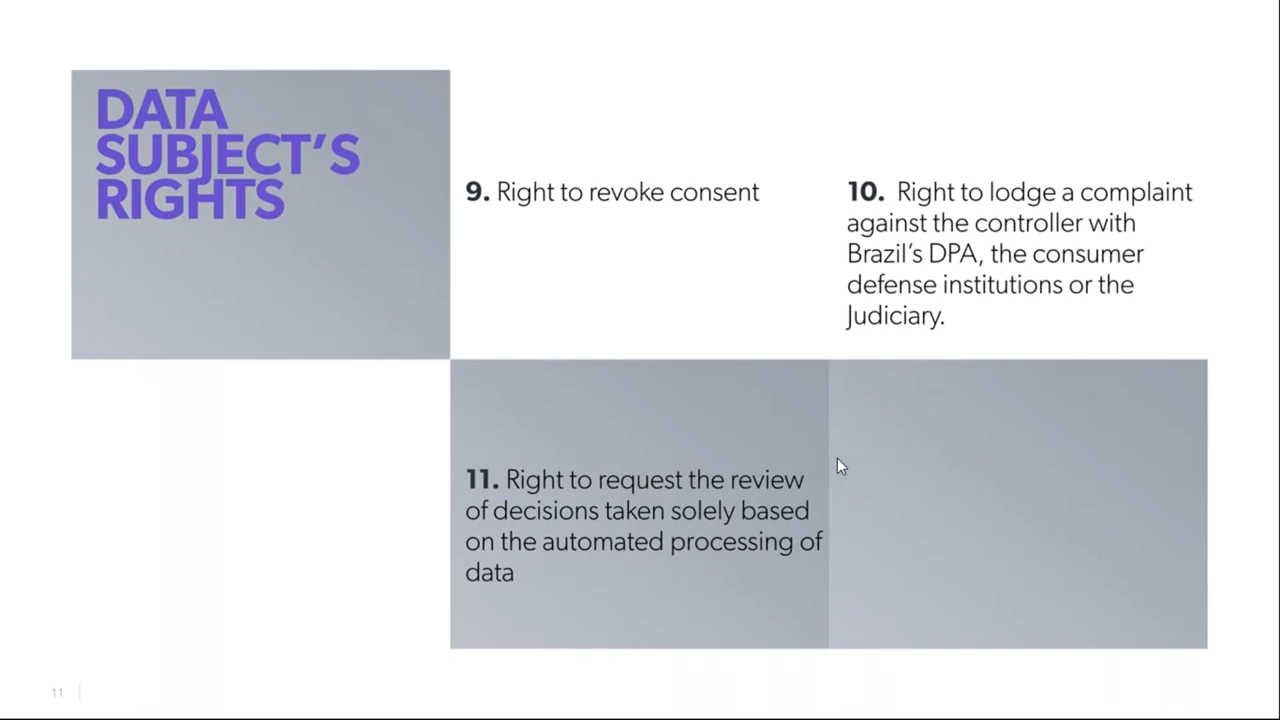 DATA
SUBJECT’S
RIGHTS
9. Right to revoke consent
10. Right to lodge a complaint
against the controller with
Brazil’s DPA, the consumer
defense institutions or the
Judiciary.
11. Right to request the review
of decisions taken solely based
on the automated processing of
data
11